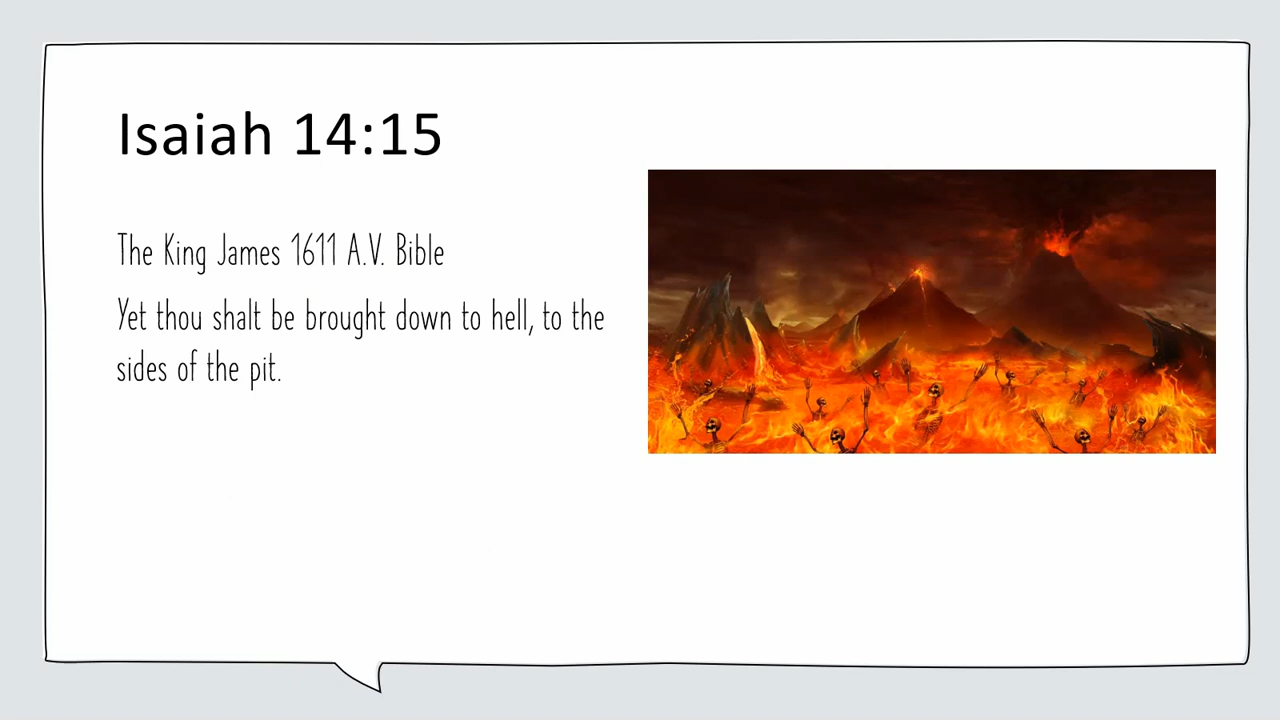 Isaiah 14:15
The King James 1611 A.V. Bible
Yet thou shalt be brought down to hell, to the
sides of the pit.